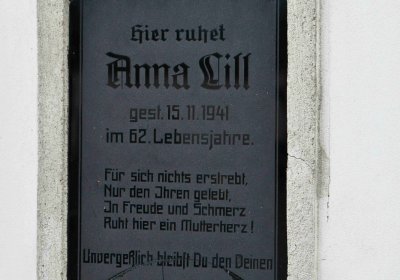 Hier ruhet
Anna Lill
gest. 15.11.1941
im 62. Lebensjahre.
Für sich nichts erstrebt,
Nur den Ihren gelebt,
In Freude und Schmerz
Ruht hier ein Mutterherz!
Unvergeßlich bleibst Du den Deinen